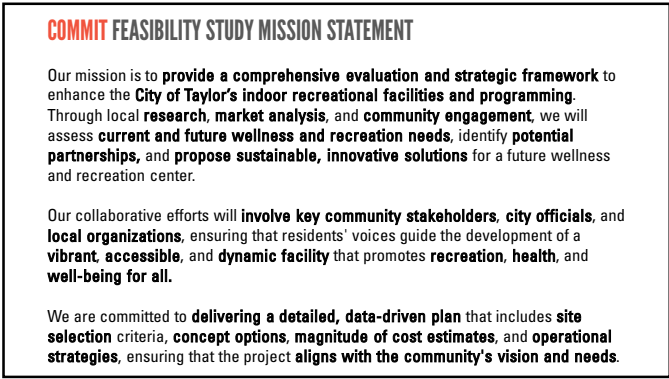 COMMIT FEASIBILITY STUDY MISSION STATEMENT
Our mission is to provide a comprehensive evaluation and strategic framework to
enhance the City of Taylor's indoor recreational facilities and programming.
Through local research, market analysis, and community engagement, we will
assess current and future wellness and recreation needs, identify potential
partnerships, and propose sustainable, innovative solutions for a future wellness
and recreation center.
Our collaborative efforts will involve key community stakeholders, city officials, and
local organizations, ensuring that residents' voices guide the development of a
vibrant, accessible, and dynamic facility that promotes recreation, health, and
well-being for all.
We are committed to delivering a detailed, data-driven plan that includes site
selection criteria, concept options, magnitude of cost estimates, and operational
strategies, ensuring that the project aligns with the community's vision and needs.